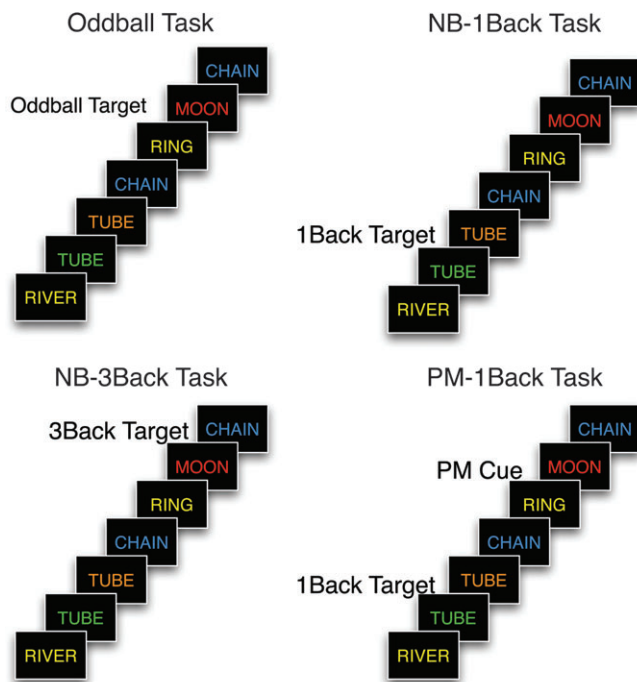 Oddball Task
CHAIN
Oddball Target
MOON
RING
CHAIN
TUBE
TUBE
RIVER
NB-1Back Task
CHAIN
MOON
RING
CHAIN
1Back Target
TUBE
TUBE
RIVER
NB-3Back Task
3Back Target
CHAIN
MOON
RING
CHAIN
TUBE
TUBE
RIVER
PM-1Back Task
CHAIN
PM Cue
MOON
RING
CHAIN
1Back Target
TUBE
TUBE
RIVER